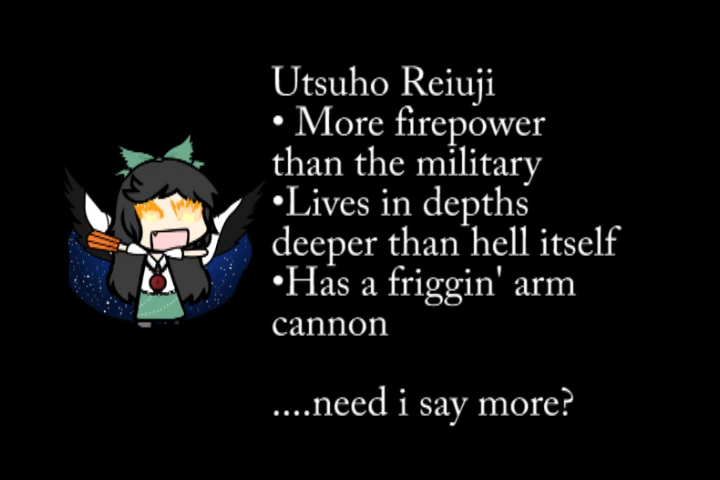 Utsuho Reiuji
• More firepower
than the military
•Lives in depths
deeper than hell itself
•Has a friggin' arm
cannon
....need i say more?